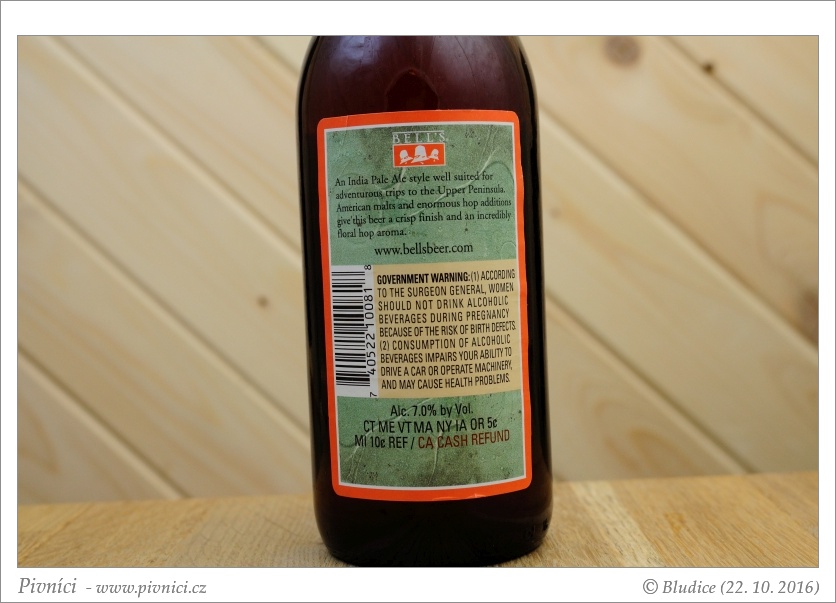 BELL'S
An India Pale Ale style well suited for
adventurous trips to the Upper Peninsula.
American malts and enormous hop additions
give this beer a crisp finish and an incredibly
floral hop aroma.
www.bellsbeer.com
GOVERNMENT WARNING: (1) ACCORDING
TO THE SURGEON GENERAL, WOMEN
SHOULD NOT DRINK ALCOHOLIC
BEVERAGES DURING PREGNANCY
BECAUSE OF THE RISK OF BIRTH DEFECTS.
(2) CONSUMPTION OF ALCOHOLIC
BEVERAGES IMPAIRS YOUR ABILITY TO
DRIVE A CAR OR OPERATE MACHINERY,
AND MAY CAUSE HEALTH PROBLEMS.
7 40522 10081 8
Alc. 7.0% by Vol.
CT ME VT MA NY IA OR 5¢
MI 10¢ REF / CA CASH REFUND
Pivníci - www.pivnici.cz
© Bludice (22. 10. 2016)